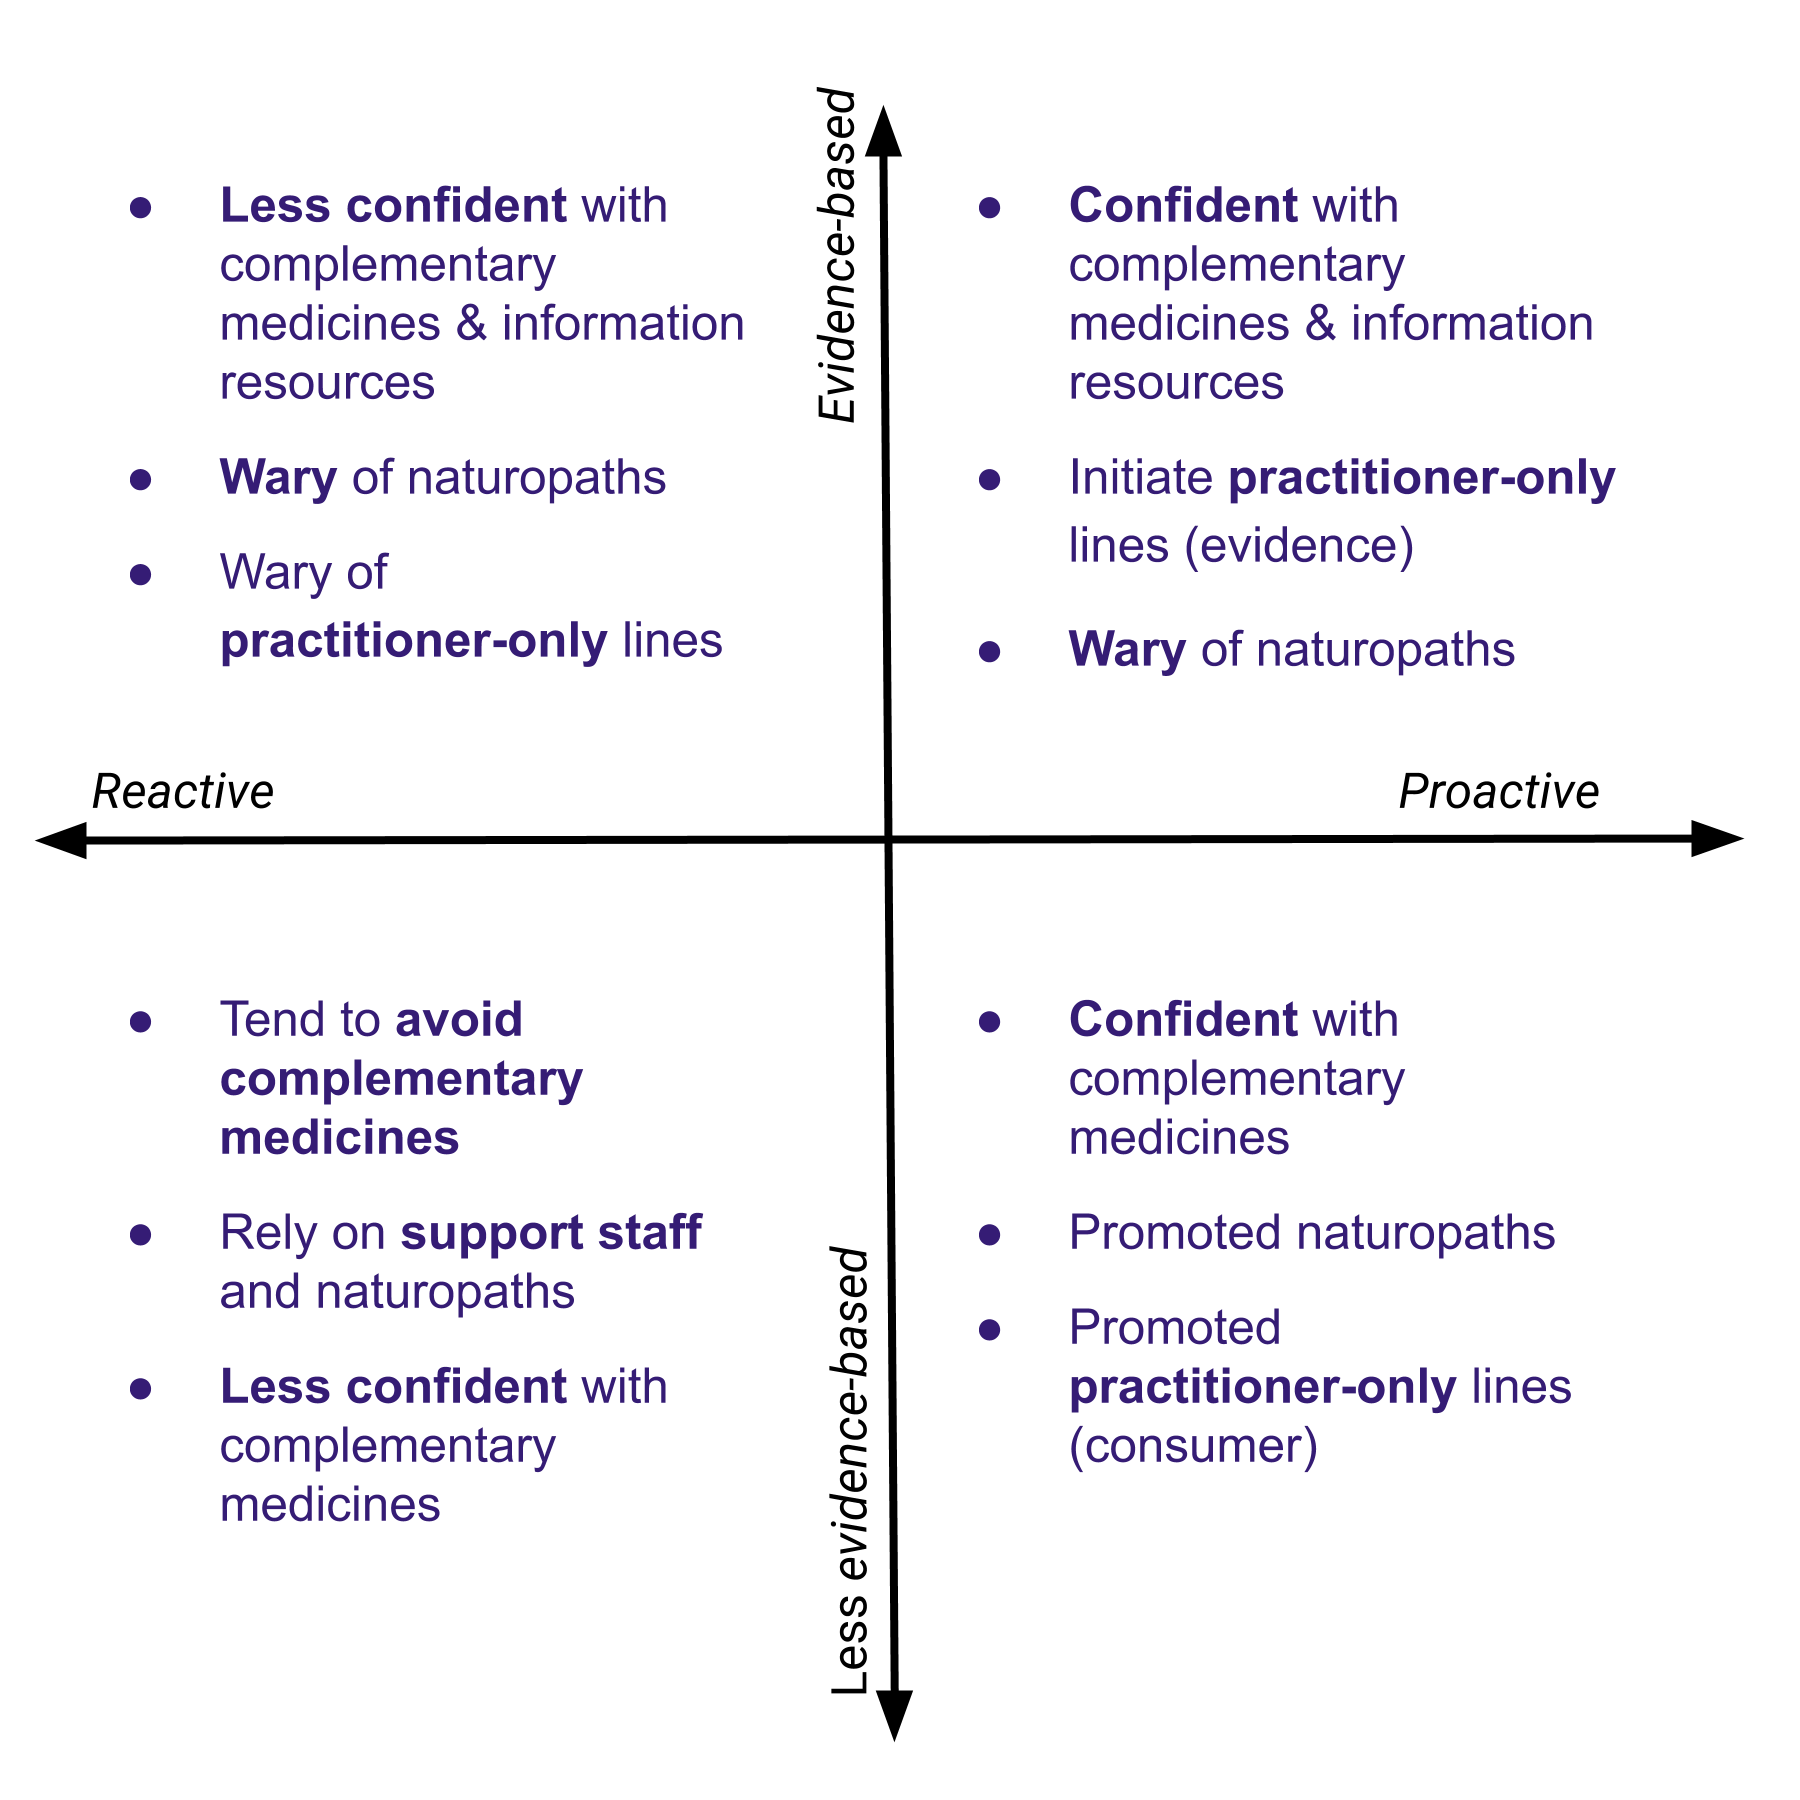 Evidence-based
● Less confident with
complementary
medicines & information
resources
● Wary of naturopaths
● Wary of
practitioner-only lines
● Confident with
complementary
medicines & information
resources
● Initiate practitioner-only
lines (evidence)
● Wary of naturopaths
Reactive
Proactive
● Tend to avoid
complementary
medicines
● Rely on support staff
and naturopaths
● Less confident with
complementary
medicines
Less evidence-based
● Confident with
complementary
medicines
● Promoted naturopaths
● Promoted
practitioner-only lines
(consumer)